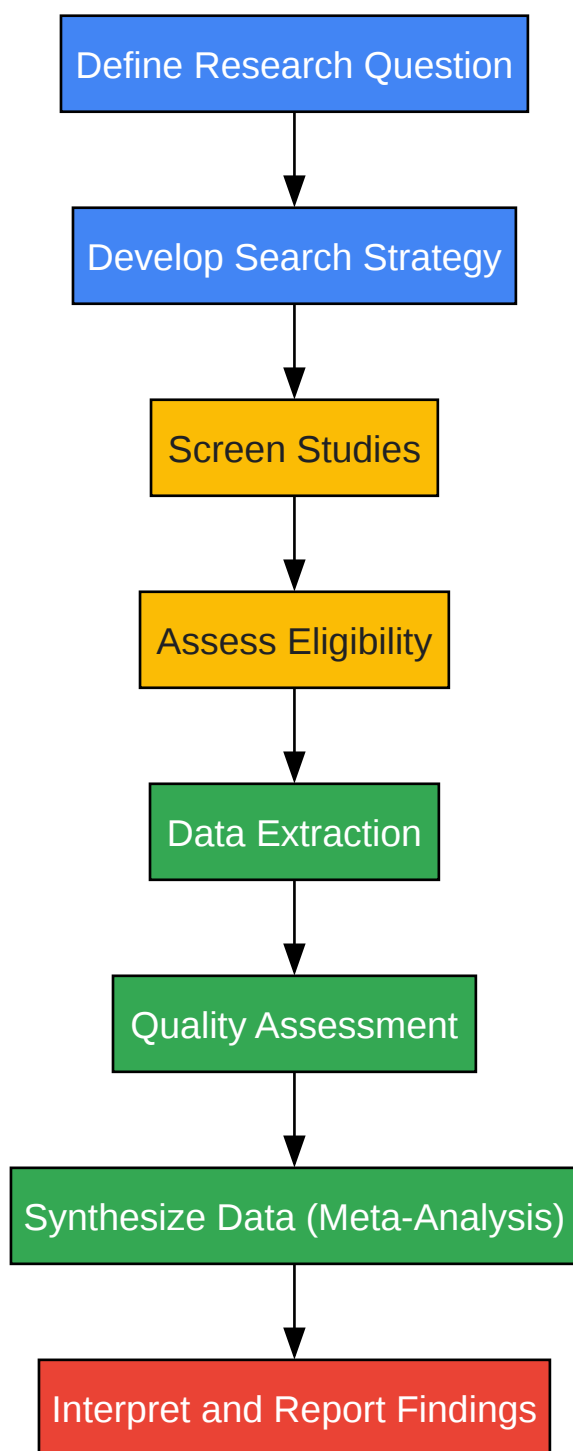 Define Research Question
Develop Search Strategy
Screen Studies
Assess Eligibility
Data Extraction
Quality Assessment
Synthesize Data (Meta-Analysis)
Interpret and Report Findings